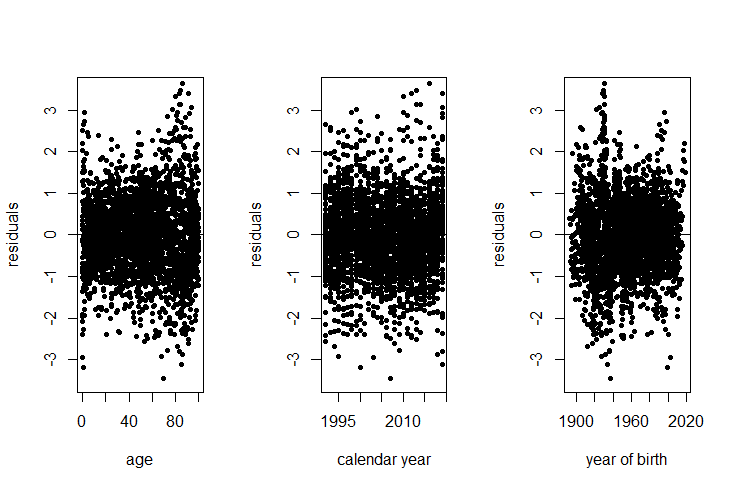 residuals
3
2
1
0
-1
-2
-3
0 40 80
age
residuals
3
2
1
0
-1
-2
-3
1995 2010
calendar year
residuals
3
2
1
0
-1
-2
-3
1900 1960 2020
year of birth